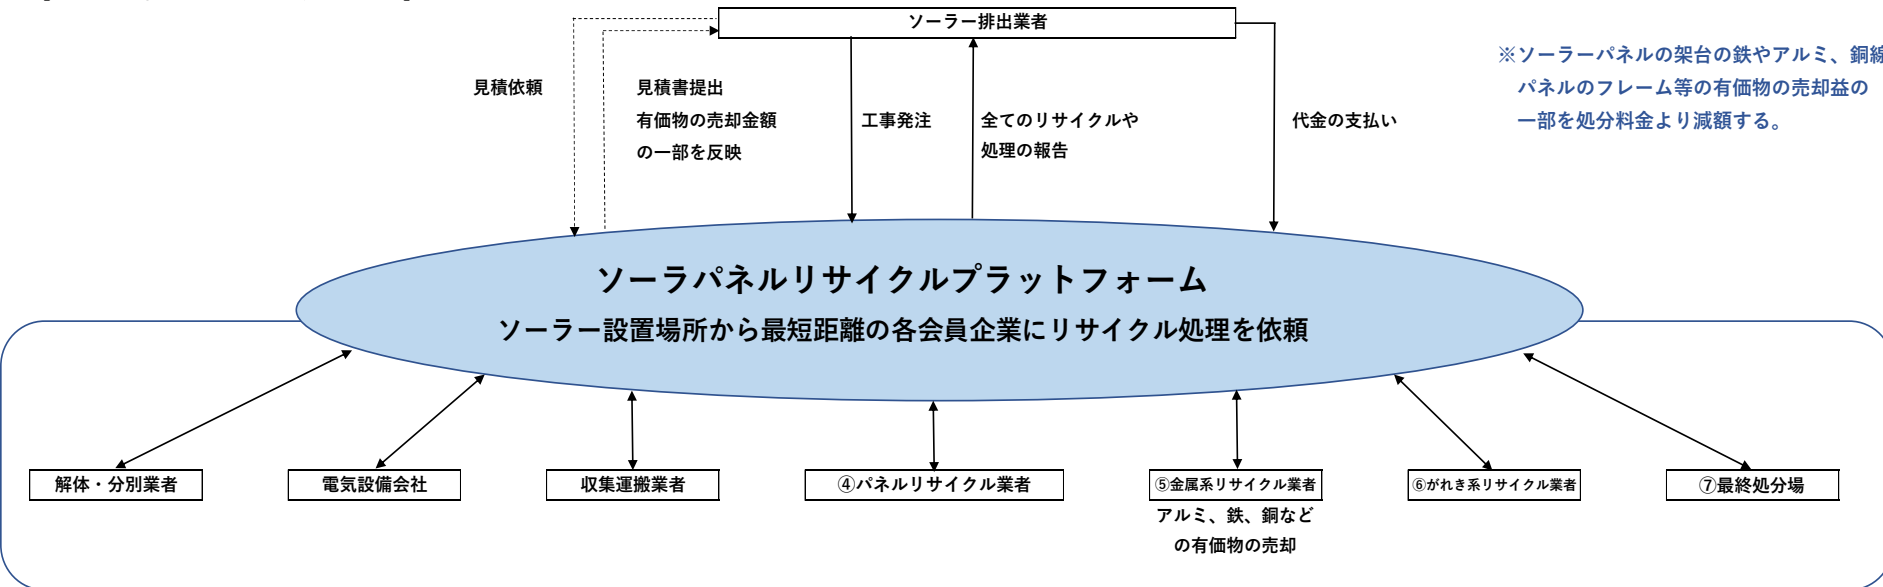 ソーラー排出業者
※ソーラーパネルの架台の鉄やアルミ、銅線
パネルのフレーム等の有価物の売却益の
一部を処分料金より減額する。
見積依頼
見積書提出
有価物の売却金額
の一部を反映
工事発注
全てのリサイクルや
処理の報告
代金の支払い
ソーラパネルリサイクルプラットフォーム
ソーラー設置場所から最短距離の各会員企業にリサイクル処理を依頼
解体・分別業者
電気設備会社
収集運搬業者
④パネルリサイクル業者
⑤金属系リサイクル業者
アルミ、鉄、銅など
の有価物の売却
⑥がれき系リサイクル業者
⑦最終処分場